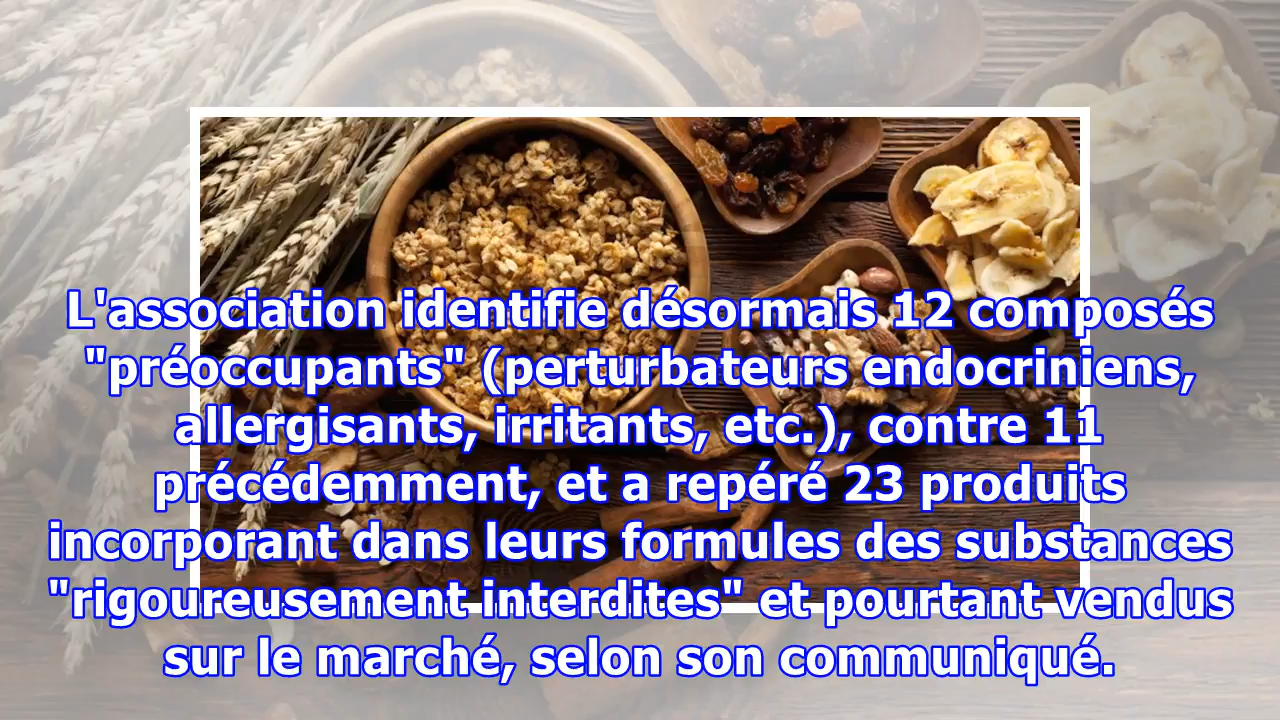 L'association identifie désormais 12 composés
"préoccupants" (perturbateurs endocriniens,
allergisants, irritants, etc.), contre 11
précédemment, et a repéré 23 produits
incorporant dans leurs formules des substances
"rigoureusement interdites" et pourtant vendus
sur le marché, selon son communiqué.